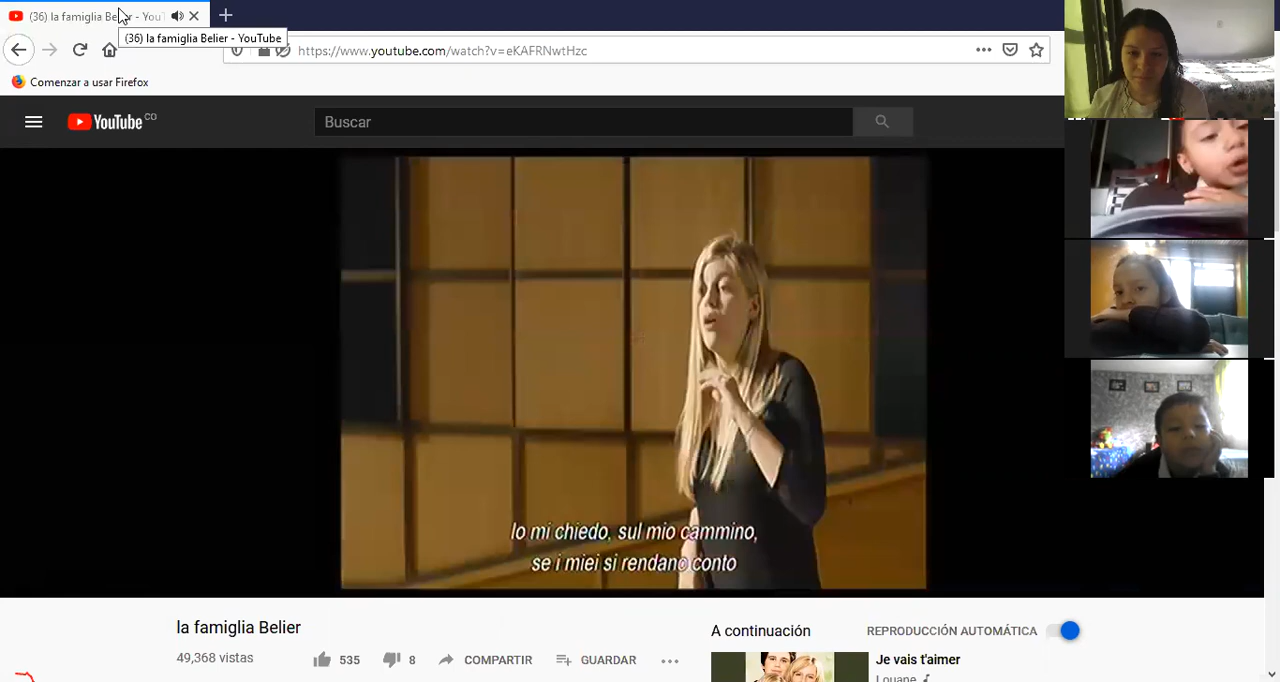 (36) la famiglia Belier - YouT
(36) la famiglia Belier - YouTube
https://www.youtube.com/watch?v=eKAFRNwtHzc
Comenzar a usar Firefox
YouTube CO
Buscar
Io mi chiedo, sul mio cammino,
se i miei si rendano conto
la famiglia Belier
49,368 vistas
535
8
COMPARTIR
GUARDAR
A continuación
REPRODUCCIÓN AUTOMÁTICA
Je vais t'aimer
Louane